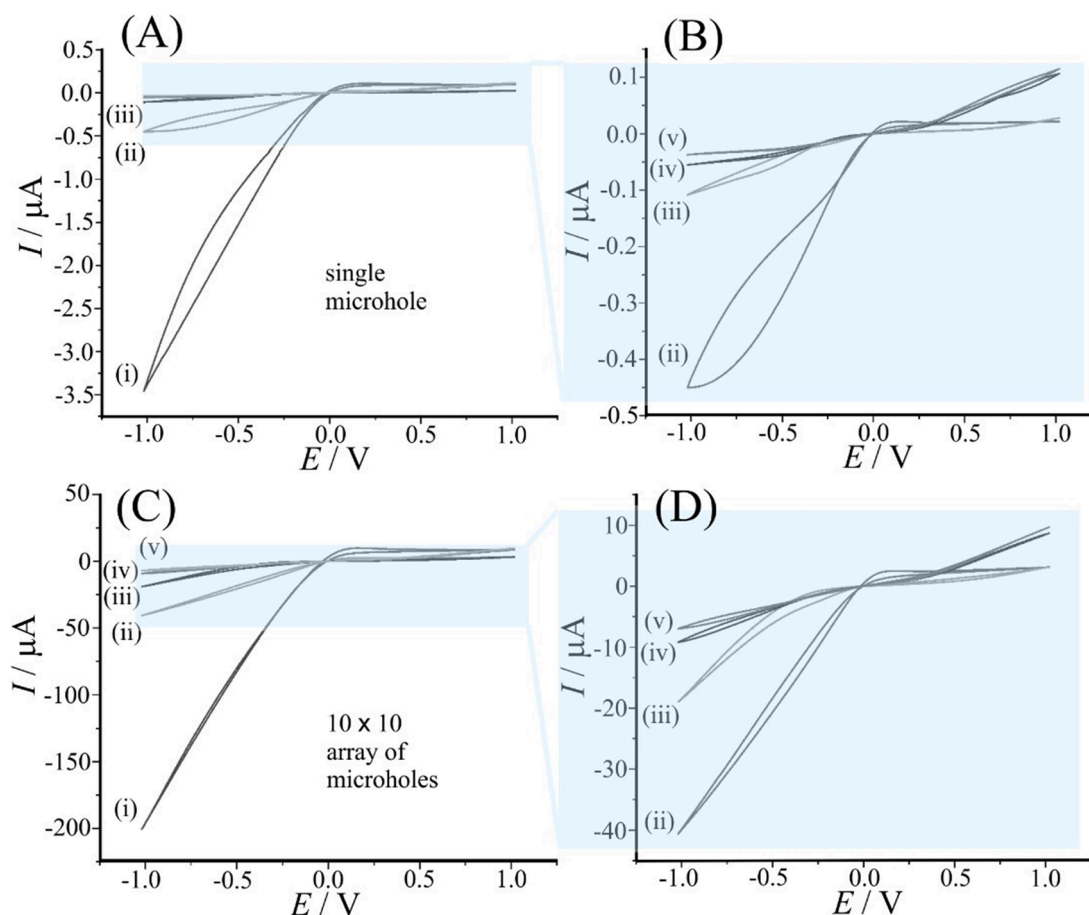 (A)
0.5
0.0
-0.5
-1.0
-1.5
-2.0
-2.5
-3.0
-3.5
I / μA
(iii)
(ii)
(i)
single
microhole
-1.0 -0.5 0.0 0.5 1.0
E / V
(B)
0.1
0.0
-0.1
-0.2
-0.3
-0.4
-0.5
I / μA
(v)
(iv)
(iii)
(ii)
-1.0 -0.5 0.0 0.5 1.0
E / V
(C)
50
0
-50
-100
-150
-200
I / μA
(v)
(iv)
(iii)
(ii)
(i)
10 x 10
array of
microholes
-1.0 -0.5 0.0 0.5 1.0
E / V
(D)
10
0
-10
-20
-30
-40
I / μA
(v)
(iv)
(iii)
(ii)
-1.0 -0.5 0.0 0.5 1.0
E / V